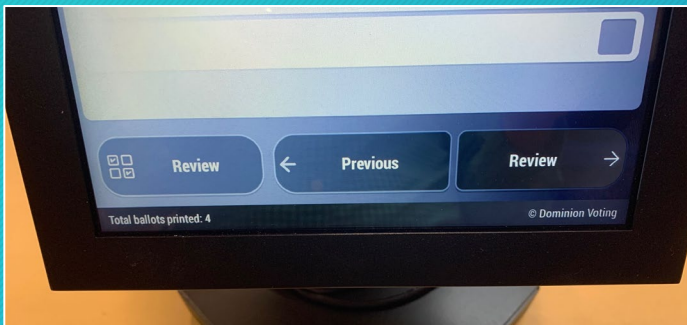 Review
Previous
Review
Total ballots printed: 4
© Dominion Voting